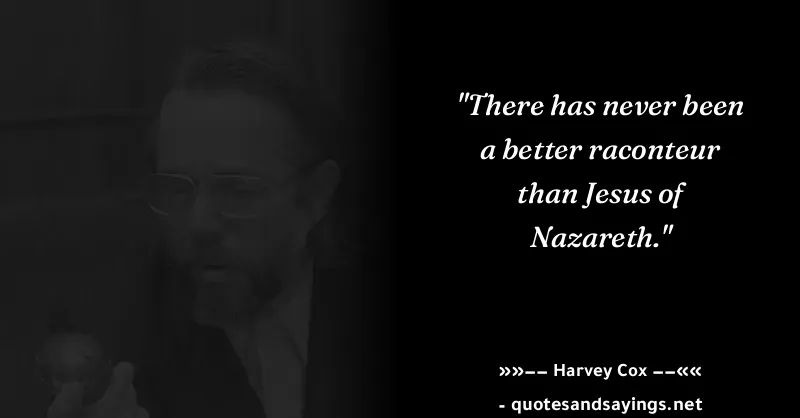 "There has never been
a better raconteur
than Jesus of
Nazareth."
»»−− Harvey Cox −−««
- quotesandsayings.net